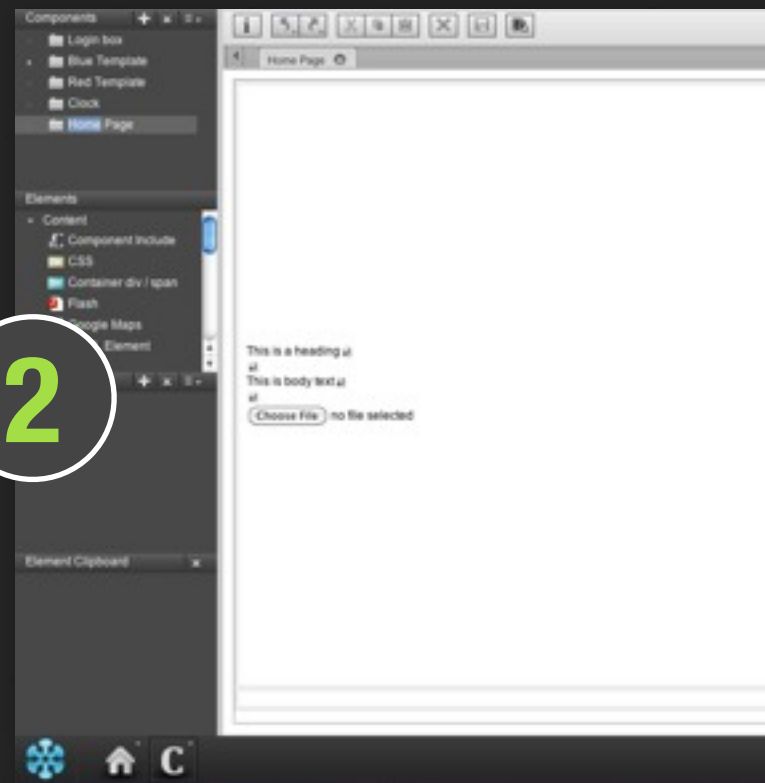 Components
Login box
Blue Template
Red Template
Clock
Home Page
Elements
Content
Component Include
CSS
Container div / span
Flash
Google Maps
Element
2
Element Clipboard
Home Page
This is a heading
This is body text
Choose File no file selected
C